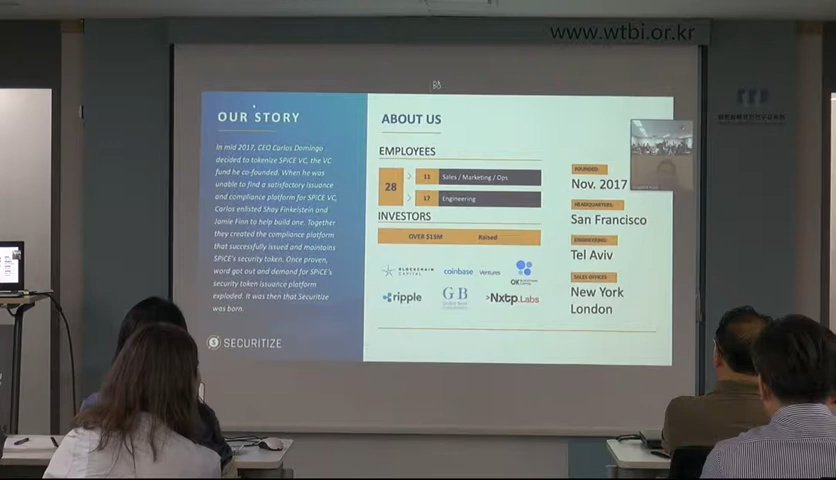 www.wtbi.or.kr
OUR STORY
In mid 2017, CEO Carlos Domingo
decided to tokenize SPiCE VC, the VC
fund he co-founded. When he was
unable to find a satisfactory issuance
and compliance platform for SPiCE VC,
Carlos enlisted Shay Finkelstein and
Jamie Finn to help build one. Together
they created the compliance platform
that successfully issued and maintains
SPiCE's security token. Once proven,
word got out and demand for SPiCE's
security token issuance platform
exploded. It was then that Securitize
was born.
SECURITIZE
ABOUT US
EMPLOYEES
28
11 Sales / Marketing / Ops
17 Engineering
INVESTORS
OVER $15M Raised
BLOCKCHAIN
CAPITAL
coinbase Ventures
OK BLOCKCHAIN
CAPITAL
ripple
GB
Global Brain
>Nxtp.Labs
FOUNDED:
Nov. 2017
HEADQUARTERS:
San Francisco
ENGINEERING:
Tel Aviv
SALES OFFICES:
New York
London